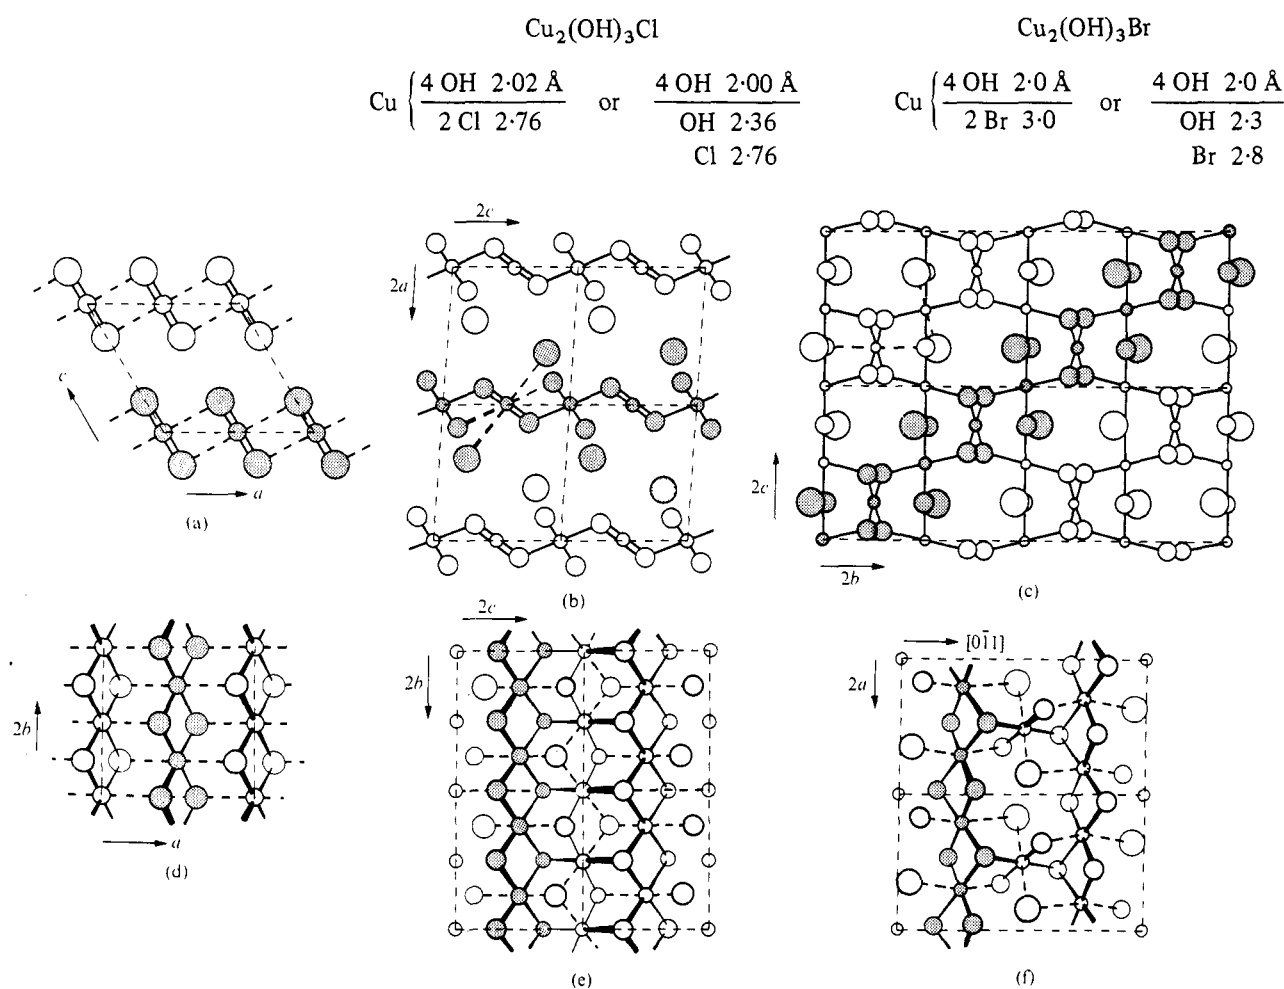 Cu₂(OH)₃Cl Cu₂(OH)₃Br
4 OH 2·02 Å 4 OH 2·00 Å 4 OH 2·0 Å 4 OH 2·0 Å
Cu { or Cu { or
2 Cl 2·76 OH 2·36 2 Br 3·0 OH 2·3
Cl 2·76 Br 2·8
2c
2a
c
a
(a)
(b)
2c
2b
(c)
2b
a
(d)
2c
2b
(e)
[01̄1]
2a
(f)